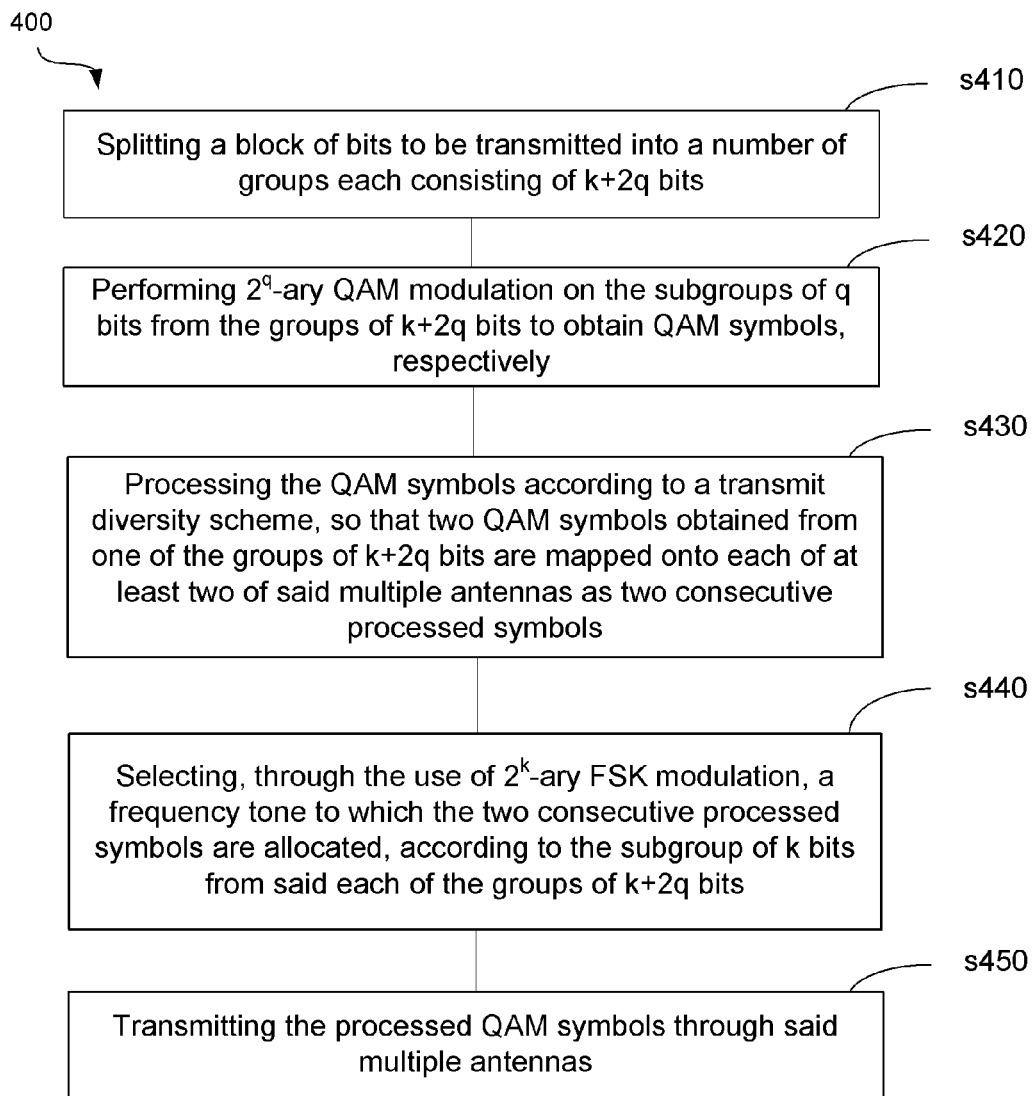 400
s410
Splitting a block of bits to be transmitted into a number of
groups each consisting of k+2q bits
s420
Performing 2^q-ary QAM modulation on the subgroups of q
bits from the groups of k+2q bits to obtain QAM symbols,
respectively
s430
Processing the QAM symbols according to a transmit
diversity scheme, so that two QAM symbols obtained from
one of the groups of k+2q bits are mapped onto each of at
least two of said multiple antennas as two consecutive
processed symbols
s440
Selecting, through the use of 2^k-ary FSK modulation, a
frequency tone to which the two consecutive processed
symbols are allocated, according to the subgroup of k bits
from said each of the groups of k+2q bits
s450
Transmitting the processed QAM symbols through said
multiple antennas